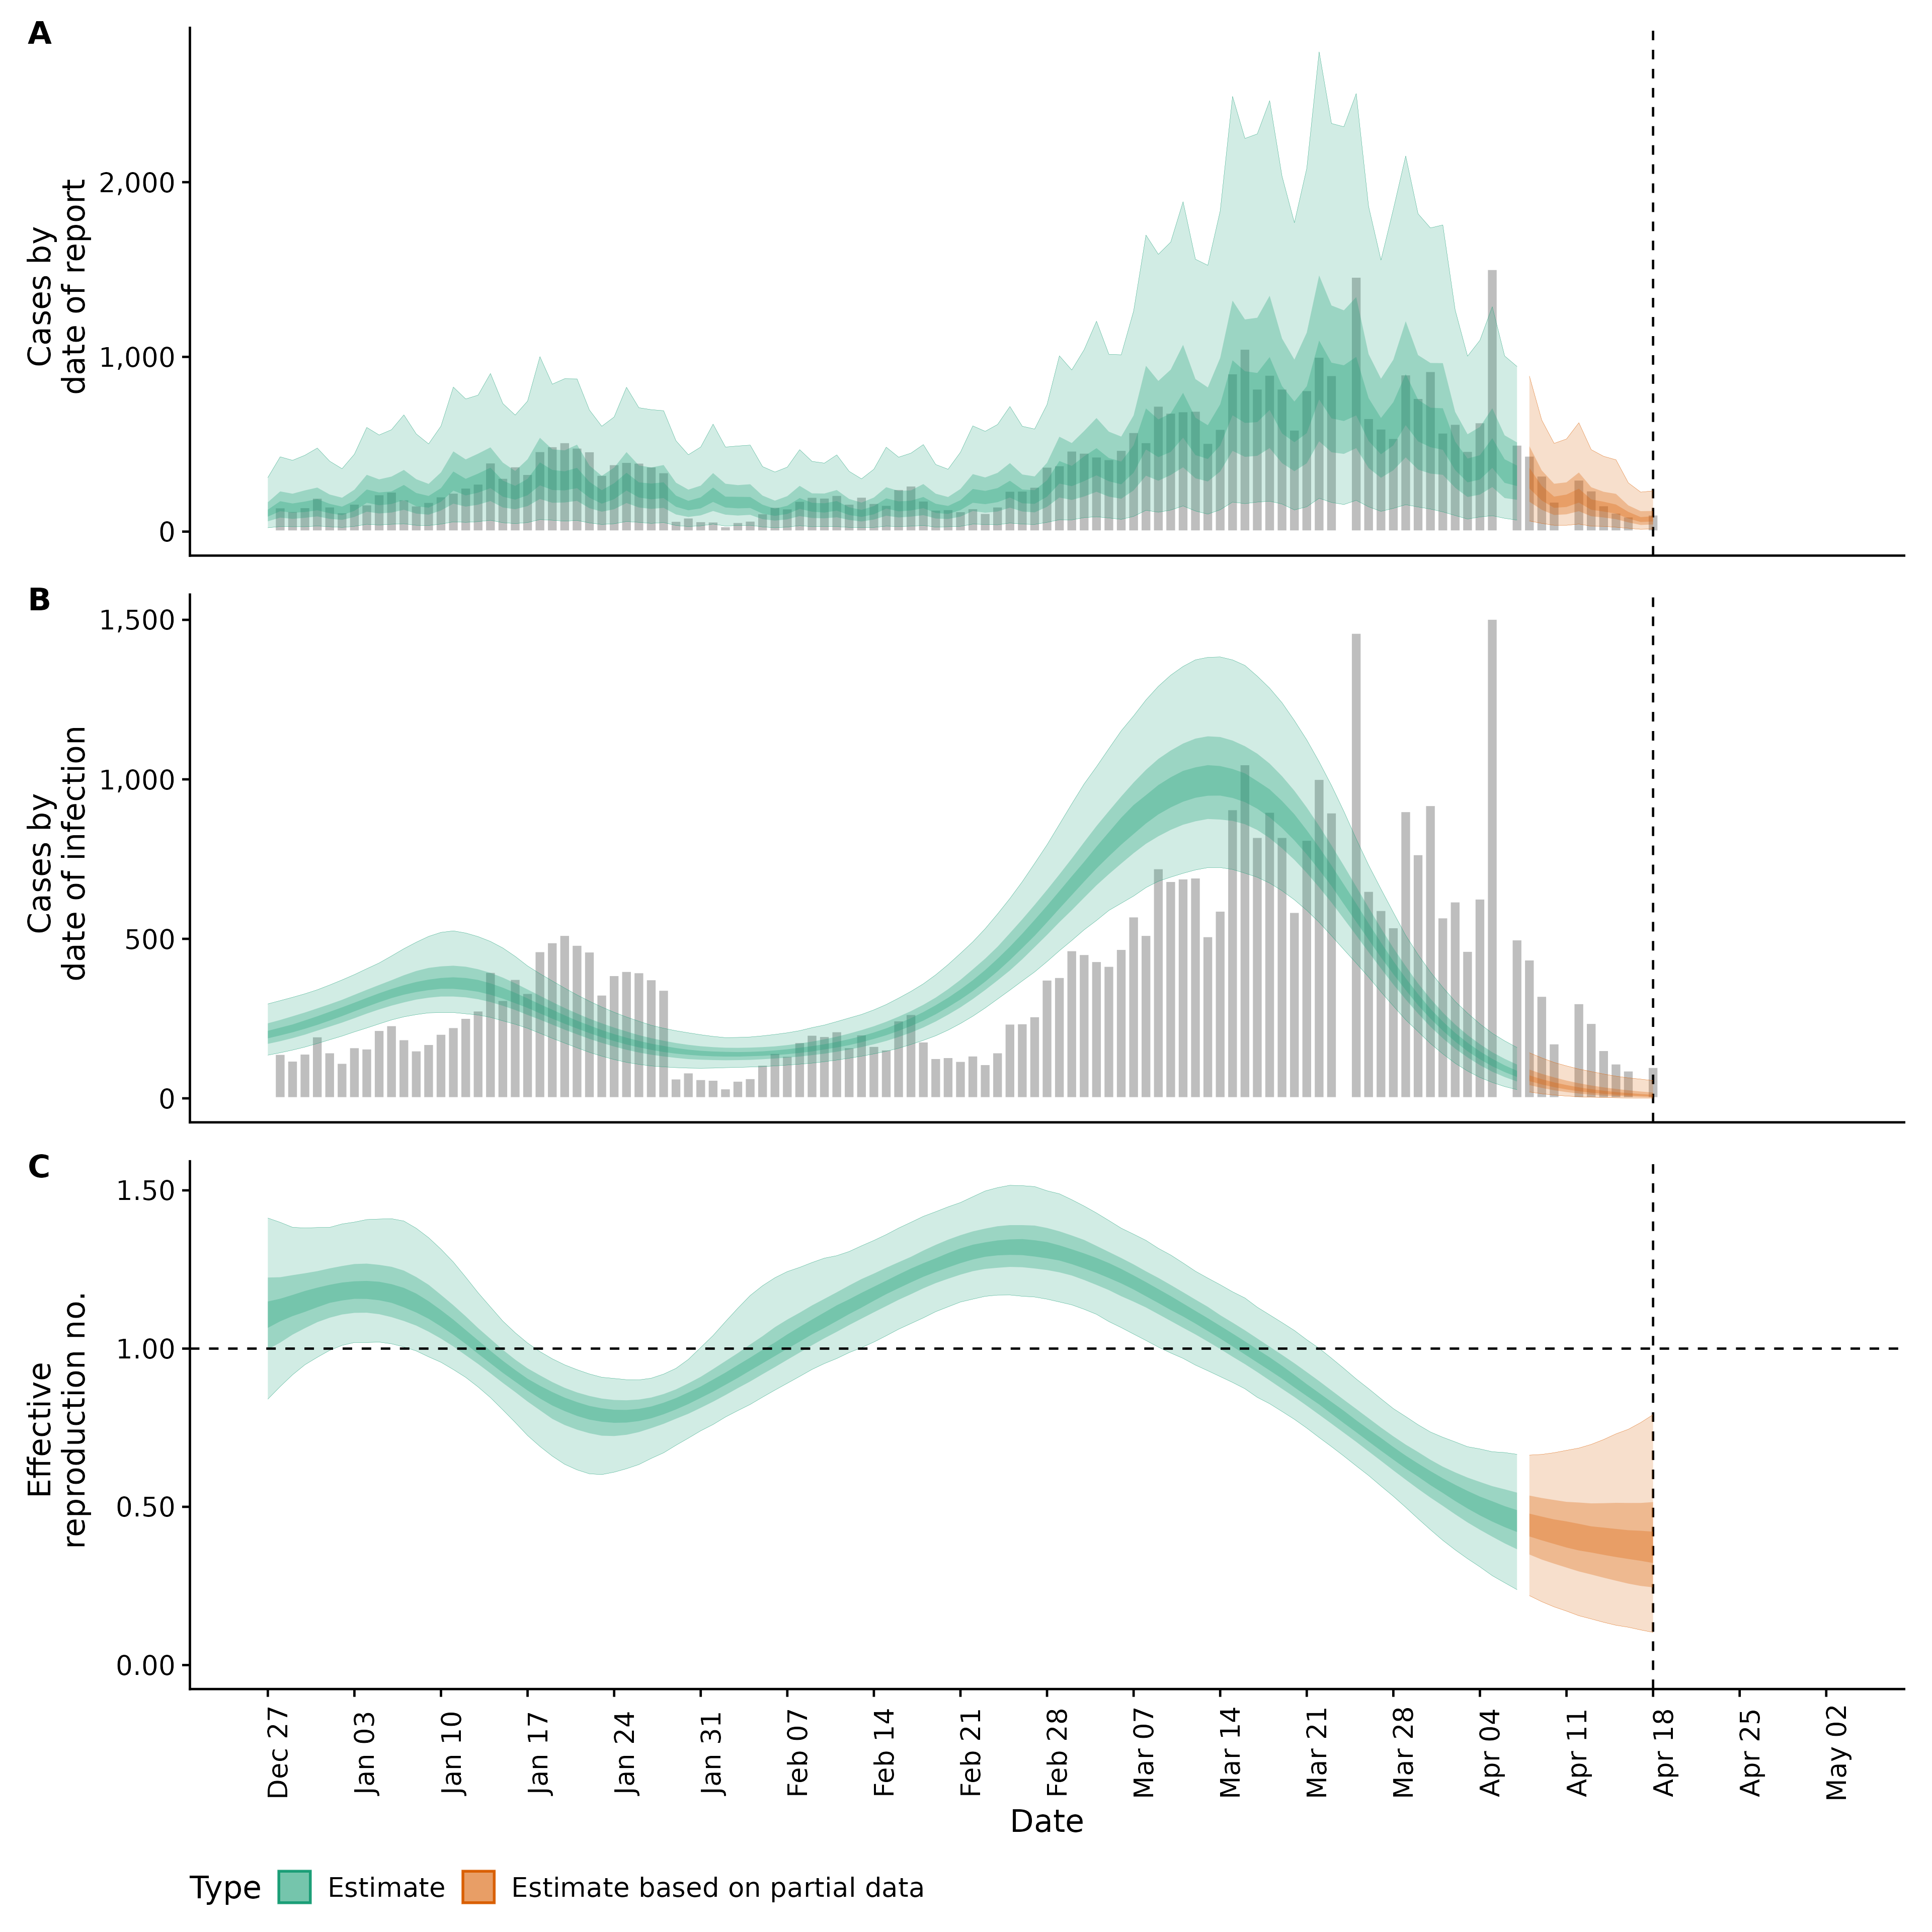 A
Cases by
date of report
2,000
1,000
0
B
Cases by
date of infection
1,500
1,000
500
0
C
Effective
reproduction no.
1.50
1.00
0.50
0.00
Dec 27
Jan 03
Jan 10
Jan 17
Jan 24
Jan 31
Feb 07
Feb 14
Feb 21
Feb 28
Mar 07
Mar 14
Mar 21
Mar 28
Apr 04
Apr 11
Apr 18
Apr 25
May 02
Date
Type Estimate Estimate based on partial data